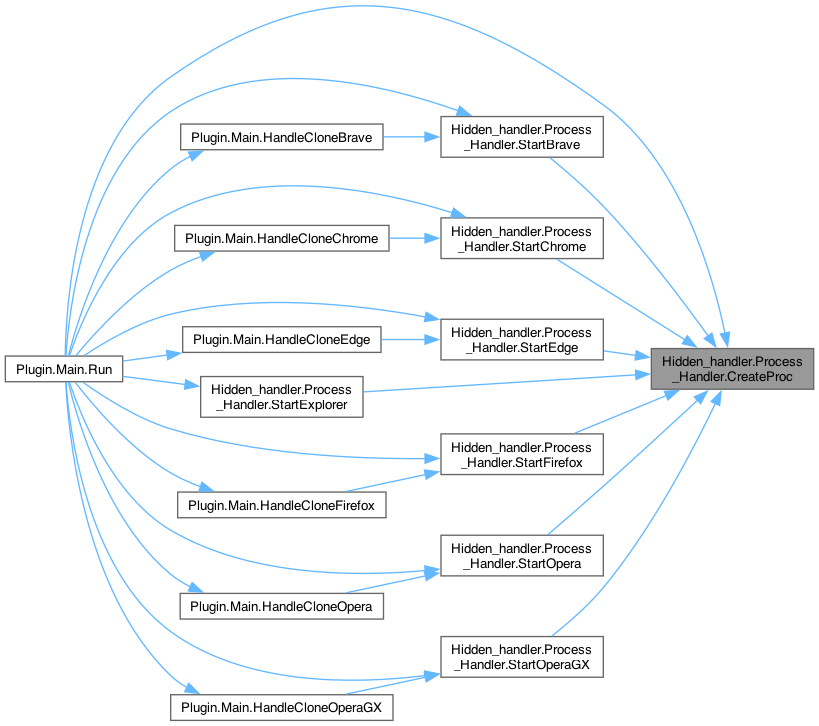 Plugin.Main.HandleCloneBrave
Hidden_handler.Process
_Handler.StartBrave
Plugin.Main.HandleCloneChrome
Hidden_handler.Process
_Handler.StartChrome
Plugin.Main.HandleCloneEdge
Hidden_handler.Process
_Handler.StartEdge
Plugin.Main.Run
Hidden_handler.Process
_Handler.CreateProc
Hidden_handler.Process
_Handler.StartExplorer
Hidden_handler.Process
_Handler.StartFirefox
Plugin.Main.HandleCloneFirefox
Hidden_handler.Process
_Handler.StartOpera
Plugin.Main.HandleCloneOpera
Hidden_handler.Process
_Handler.StartOperaGX
Plugin.Main.HandleCloneOperaGX